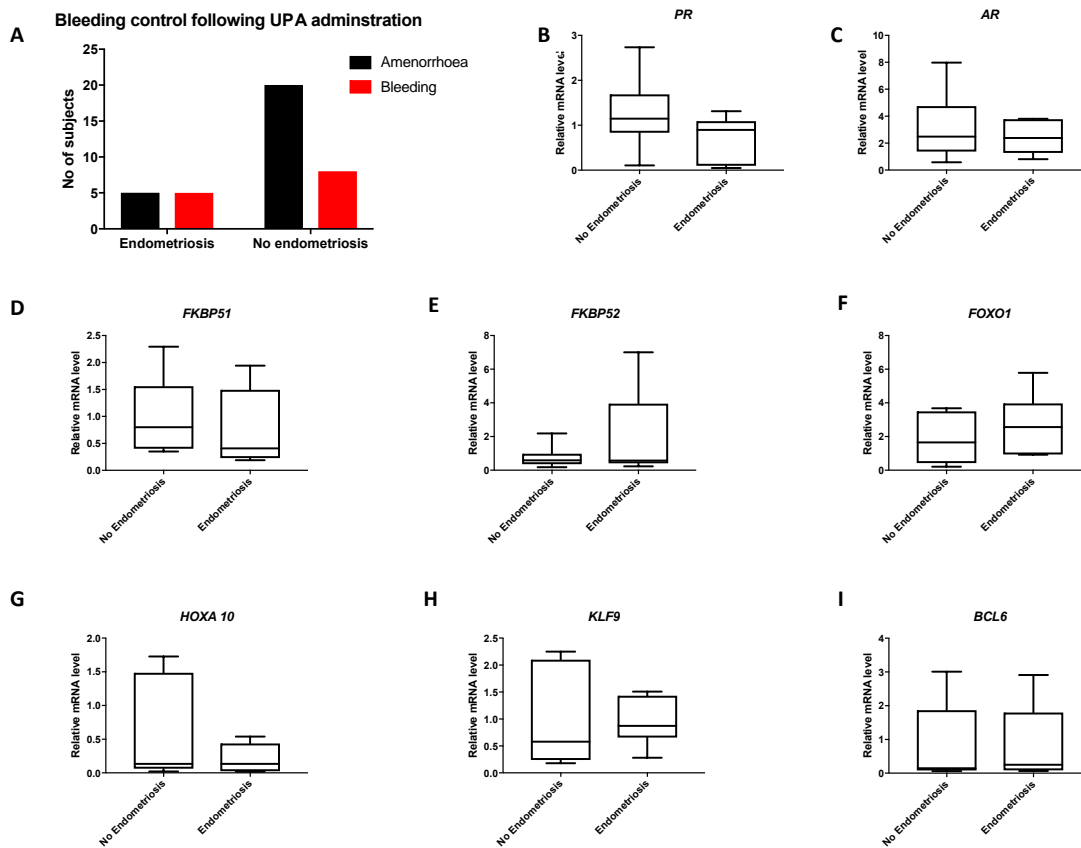 Bleeding control following UPA adminstration
A
25
20
15
10
5
0
No of subjects
Amenorrhoea
Bleeding
Endometriosis
No endometriosis
B
PR
3
2
1
0
Relative mRNA level
No Endometriosis
Endometriosis
C
AR
10
8
6
4
2
0
Relative mRNA level
No Endometriosis
Endometriosis
D
FKBP51
2.5
2.0
1.5
1.0
0.5
0.0
Relative mRNA level
No Endometriosis
Endometriosis
E
FKBP52
8
6
4
2
0
Relative mRNA level
No Endometriosis
Endometriosis
F
FOXO1
8
6
4
2
0
Relative mRNA level
No Endometriosis
Endometriosis
G
HOXA 10
2.0
1.5
1.0
0.5
0.0
Relative mRNA level
No Endometriosis
Endometriosis
H
KLF9
2.5
2.0
1.5
1.0
0.5
0.0
Relative mRNA level
No Endometriosis
Endometriosis
I
BCL6
4
3
2
1
0
Relative mRNA level
No Endometriosis
Endometriosis